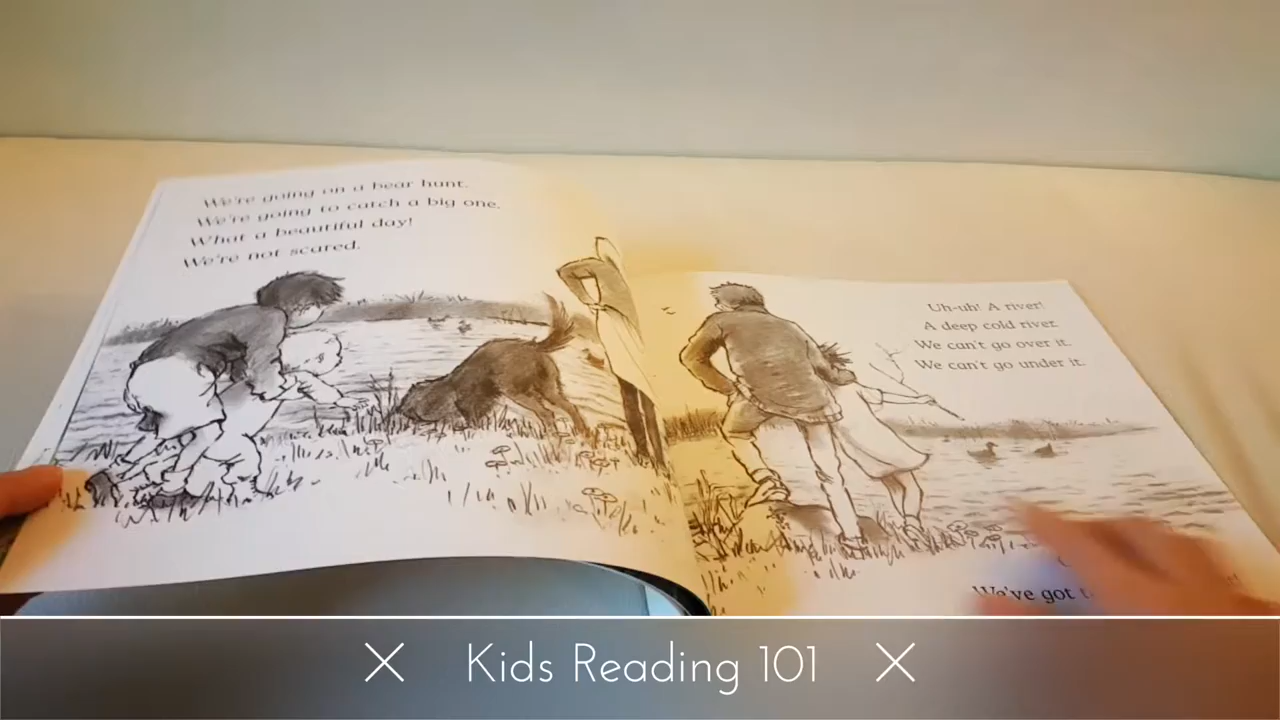 We're going on a bear hunt.
We're going to catch a big one.
What a beautiful day!
We're not scared.
Uh-uh! A river!
A deep cold river.
We can't go over it.
We can't go under it.
We've got
Kids Reading 101